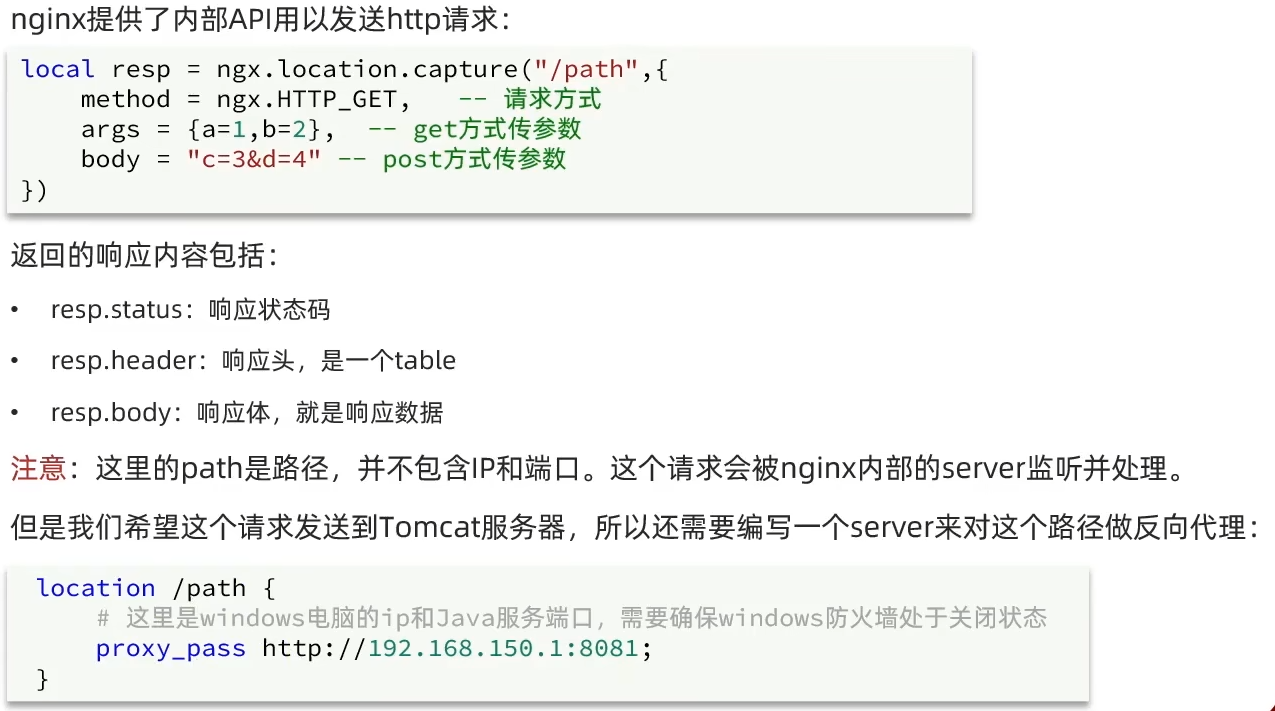 nginx提供了内部API用以发送http请求：
local resp = ngx.location.capture("/path",{
    method = ngx.HTTP_GET,   -- 请求方式
    args = {a=1,b=2},  -- get方式传参数
    body = "c=3&d=4" -- post方式传参数
})
返回的响应内容包括：
• resp.status：响应状态码
• resp.header：响应头，是一个table
• resp.body：响应体，就是响应数据
注意：这里的path是路径，并不包含IP和端口。这个请求会被nginx内部的server监听并处理。
但是我们希望这个请求发送到Tomcat服务器，所以还需要编写一个server来对这个路径做反向代理：
location /path {
    # 这里是windows电脑的ip和Java服务端口，需要确保windows防火墙处于关闭状态
    proxy_pass http://192.168.150.1:8081;
}